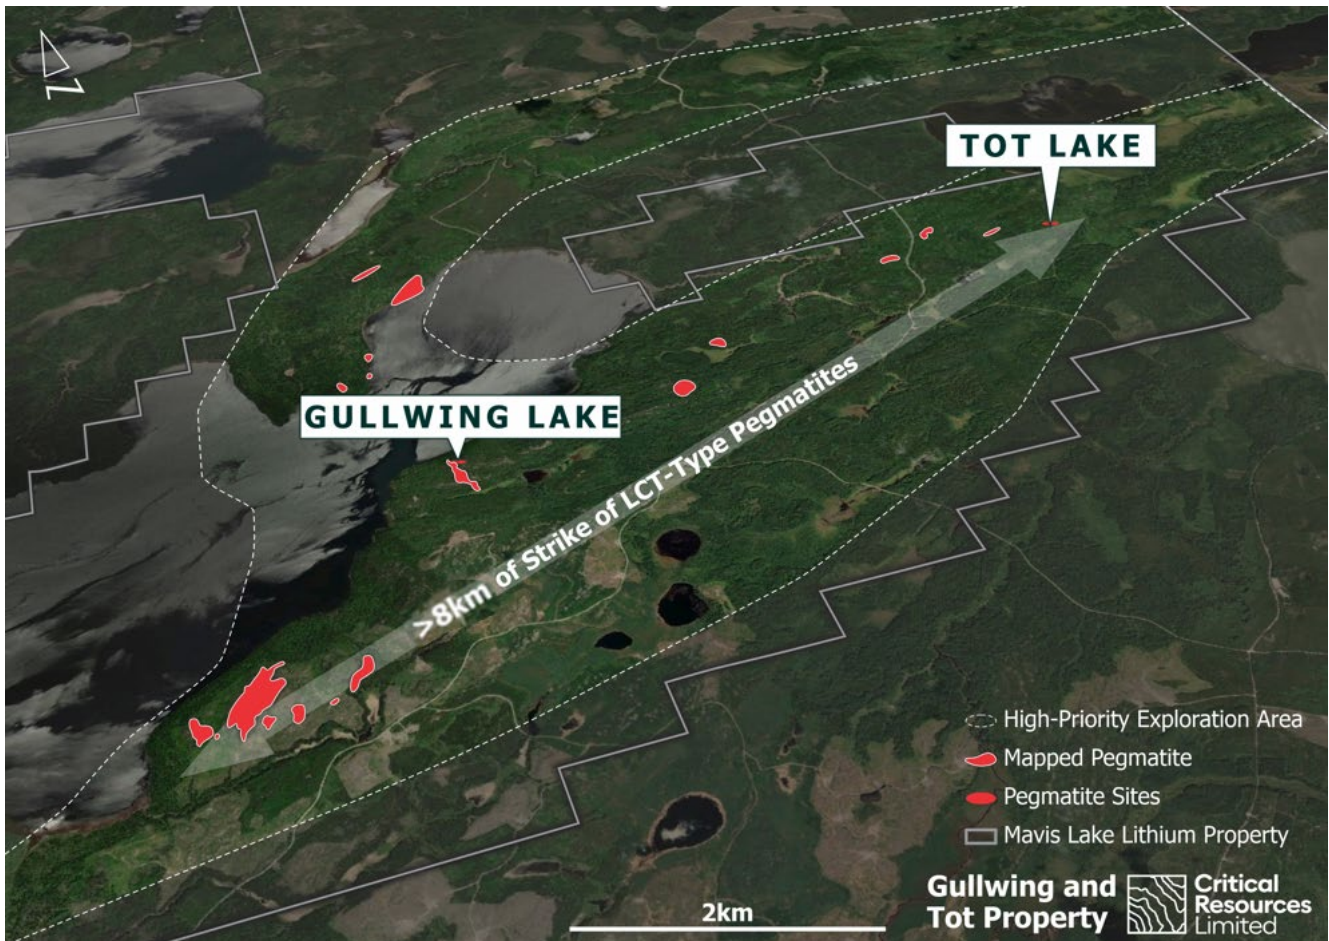 N
TOT LAKE
GULLWING LAKE
>8km of Strike of LCT-Type Pegmatites
High-Priority Exploration Area
Mapped Pegmatite
Pegmatite Sites
Mavis Lake Lithium Property
Gullwing and
Tot Property
Critical
Resources
Limited
2km